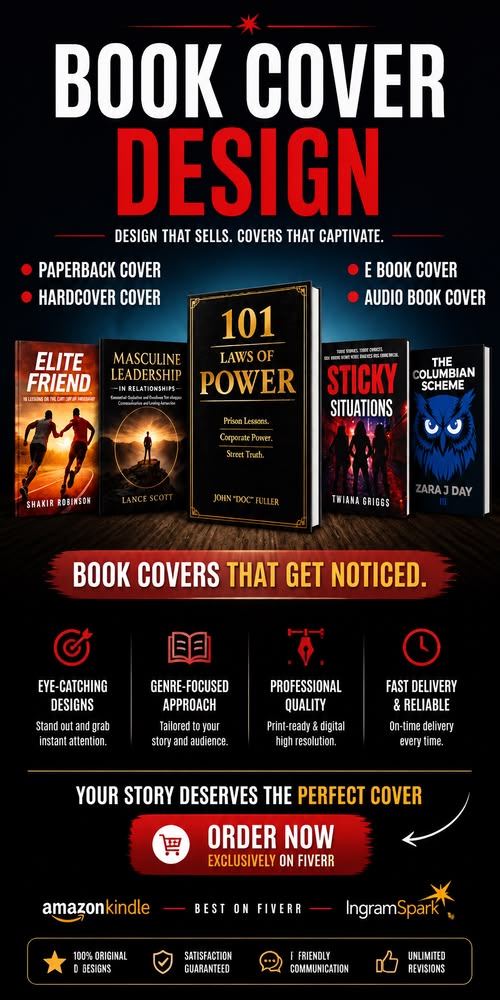 BOOK COVER
DESIGN
DESIGN THAT SELLS. COVERS THAT CAPTIVATE.
PAPERBACK COVER
HARDCOVER COVER
E BOOK COVER
AUDIO BOOK COVER
ELITE
FRIEND
SHAKIR ROBINSON
MASCULINE
LEADERSHIP
IN RELATIONSHIPS
LANCE SCOTT
101
LAWS OF
POWER
Prison Lessons.
Corporate Power.
Street Truth.
JOHN "DOC" FULLER
STICKY
SITUATIONS
TWIANA GRIGGS
THE
COLUMBIAN
SCHEME
ZARA J DAY
BOOK COVERS THAT GET NOTICED.
EYE-CATCHING
DESIGNS
Stand out and grab
instant attention.
GENRE-FOCUSED
APPROACH
Tailored to your
story and audience.
PROFESSIONAL
QUALITY
Print-ready & digital
high resolution.
FAST DELIVERY
& RELIABLE
On-time delivery
every time.
YOUR STORY DESERVES THE PERFECT COVER
ORDER NOW
EXCLUSIVELY ON FIVERR
amazonkindle
BEST ON FIVERR
IngramSpark
100% ORIGINAL
D ESIGNS
SATISFACTION
GUARANTEED
FRIENDLY
COMMUNICATION
UNLIMITED
REVISIONS